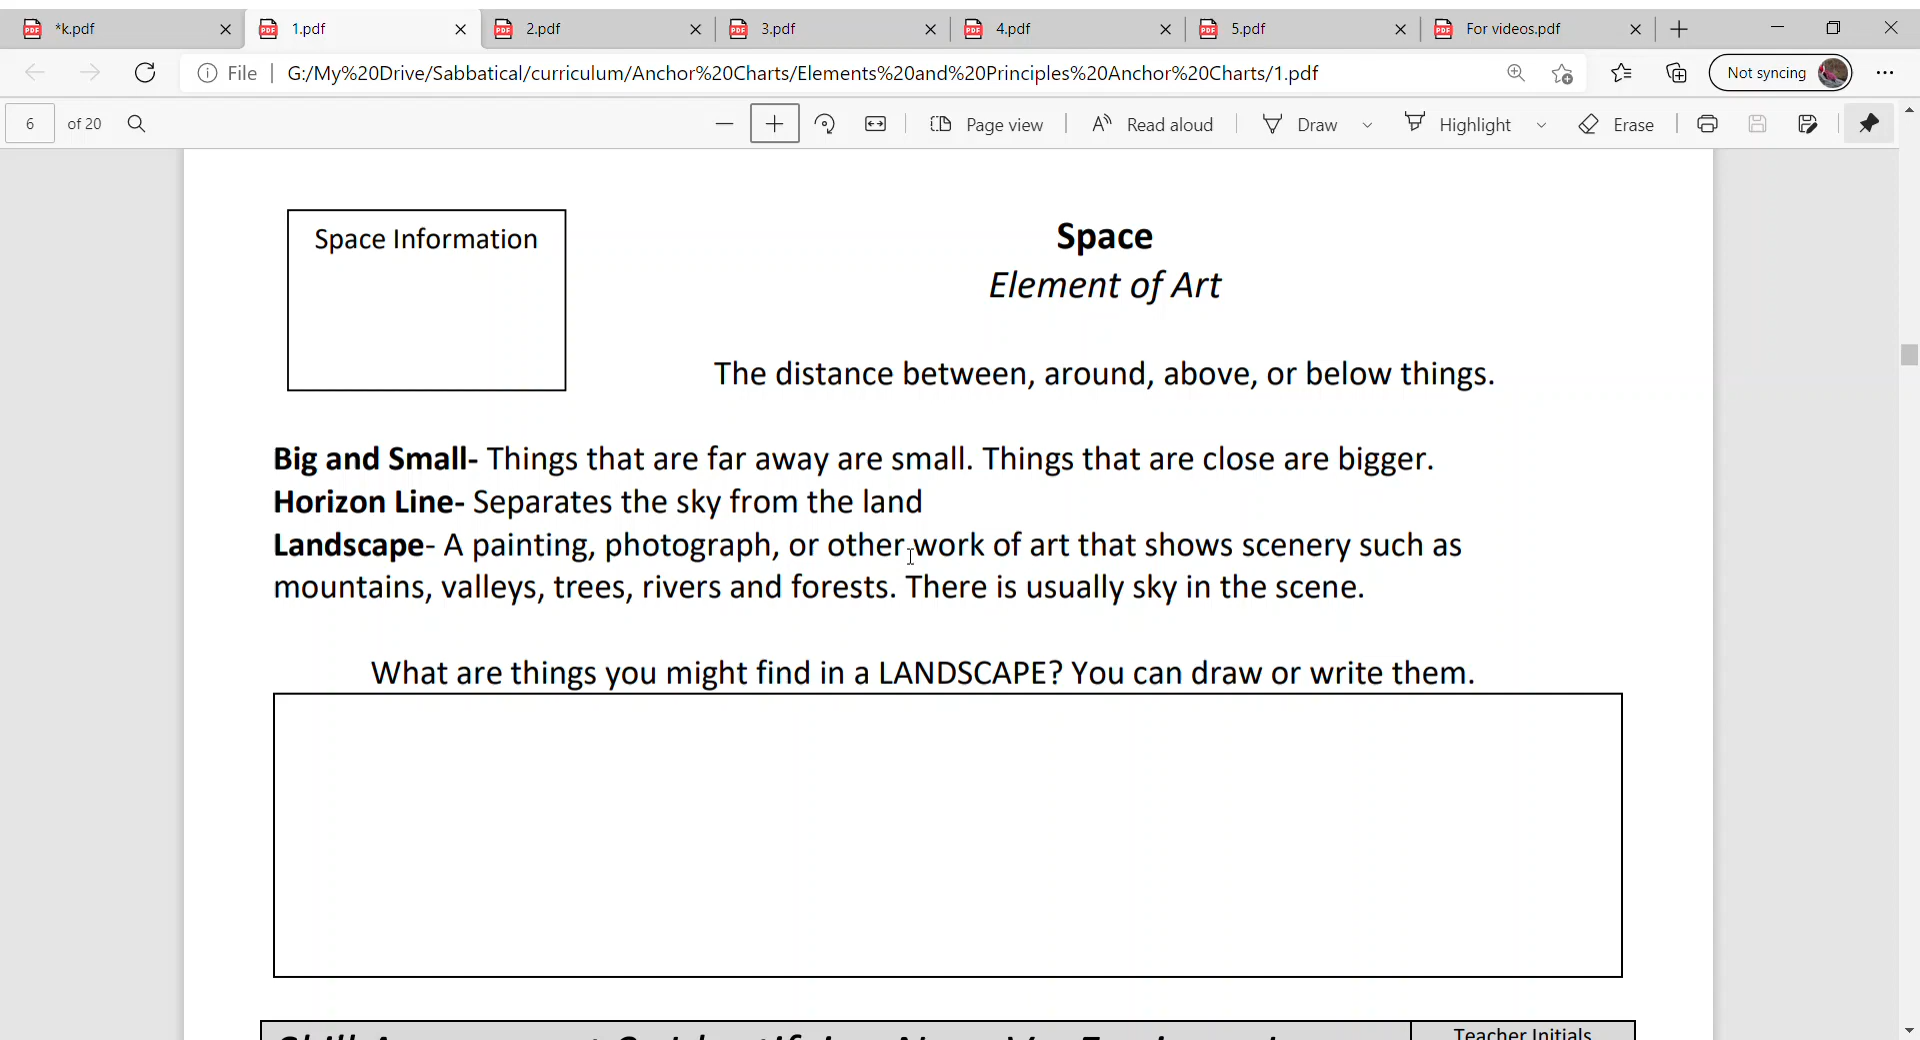 *k.pdf
1.pdf
2.pdf
3.pdf
4.pdf
5.pdf
For videos.pdf
File
G:/My%20Drive/Sabbatical/curriculum/Anchor%20Charts/Elements%20and%20Principles%20Anchor%20Charts/1.pdf
Not syncing
6 of 20
Page view
Read aloud
Draw
Highlight
Erase
Space Information
Space
Element of Art
The distance between, around, above, or below things.
Big and Small- Things that are far away are small. Things that are close are bigger.
Horizon Line- Separates the sky from the land
Landscape- A painting, photograph, or other work of art that shows scenery such as
mountains, valleys, trees, rivers and forests. There is usually sky in the scene.
What are things you might find in a LANDSCAPE? You can draw or write them.
Teacher Initials